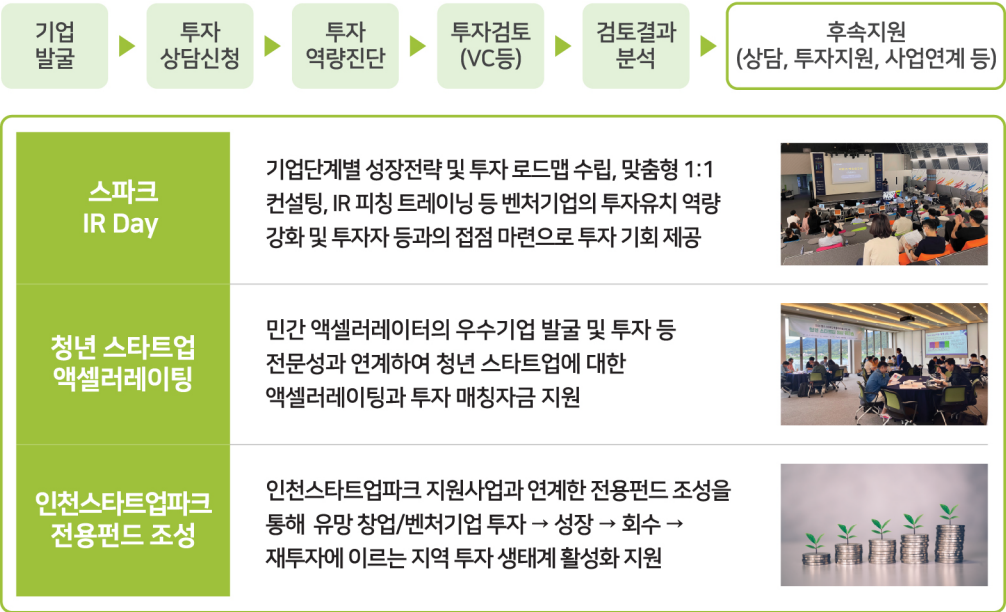 기업
발굴
투자
상담신청
투자
역량진단
투자검토
(VC등)
검토결과
분석
후속지원
(상담, 투자지원, 사업연계 등)
스파크
IR Day
기업단계별 성장전략 및 투자 로드맵 수립, 맞춤형 1:1
컨설팅, IR 피칭 트레이닝 등 벤처기업의 투자유치 역량
강화 및 투자자 등과의 접점 마련으로 투자 기회 제공
청년 스타트업
액셀러레이팅
민간 액셀러레이터의 우수기업 발굴 및 투자 등
전문성과 연계하여 청년 스타트업에 대한
액셀러레이팅과 투자 매칭자금 지원
인천스타트업파크
전용펀드 조성
인천스타트업파크 지원사업과 연계한 전용펀드 조성을
통해 유망 창업/벤처기업 투자 → 성장 → 회수 →
재투자에 이르는 지역 투자 생태계 활성화 지원